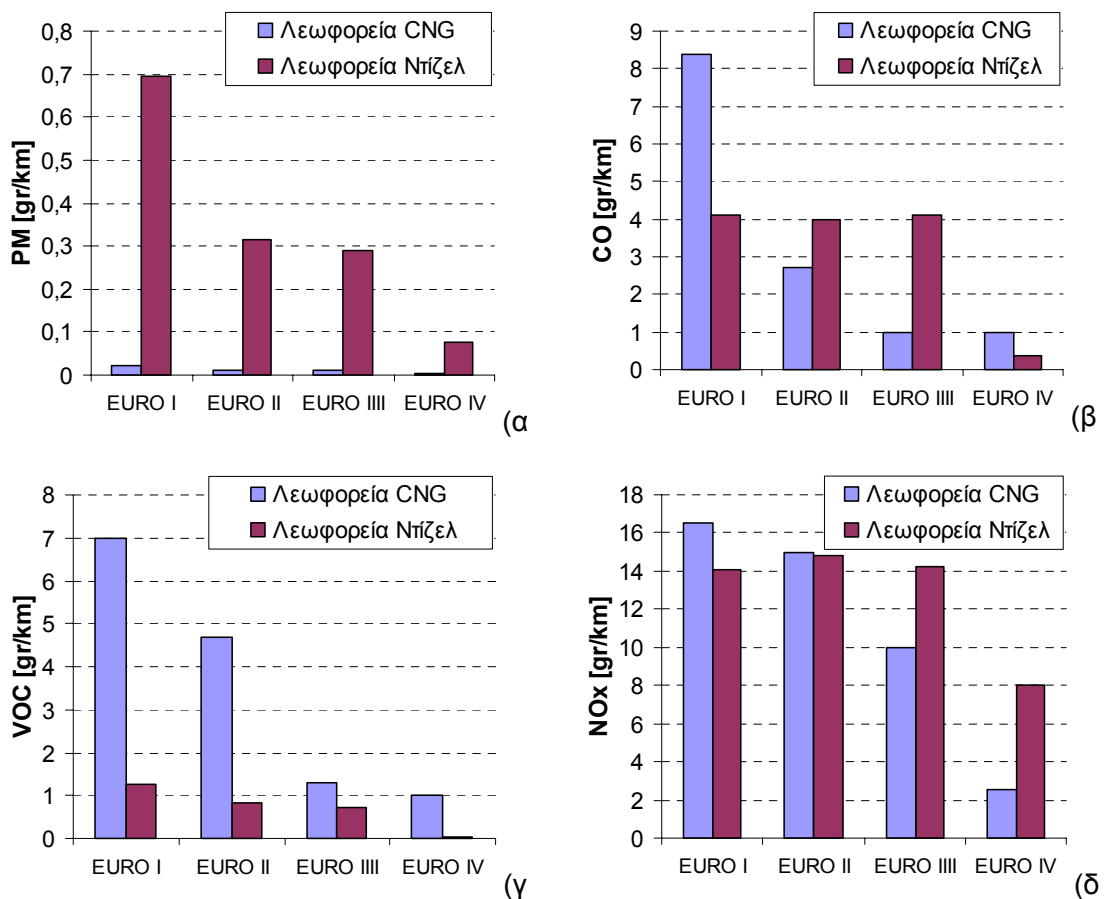 Λεωφορεία CNG
Λεωφορεία Ντίζελ
PM [gr/km]
0,8
0,7
0,6
0,5
0,4
0,3
0,2
0,1
0
EURO I EURO II EURO IIII EURO IV
(α
Λεωφορεία CNG
Λεωφορεία Ντίζελ
CO [gr/km]
9
8
7
6
5
4
3
2
1
0
EURO I EURO II EURO IIII EURO IV
(β
Λεωφορεία CNG
Λεωφορεία Ντίζελ
VOC [gr/km]
8
7
6
5
4
3
2
1
0
EURO I EURO II EURO IIII EURO IV
(γ
Λεωφορεία CNG
Λεωφορεία Ντίζελ
NOx [gr/km]
18
16
14
12
10
8
6
4
2
0
EURO I EURO II EURO IIII EURO IV
(δ